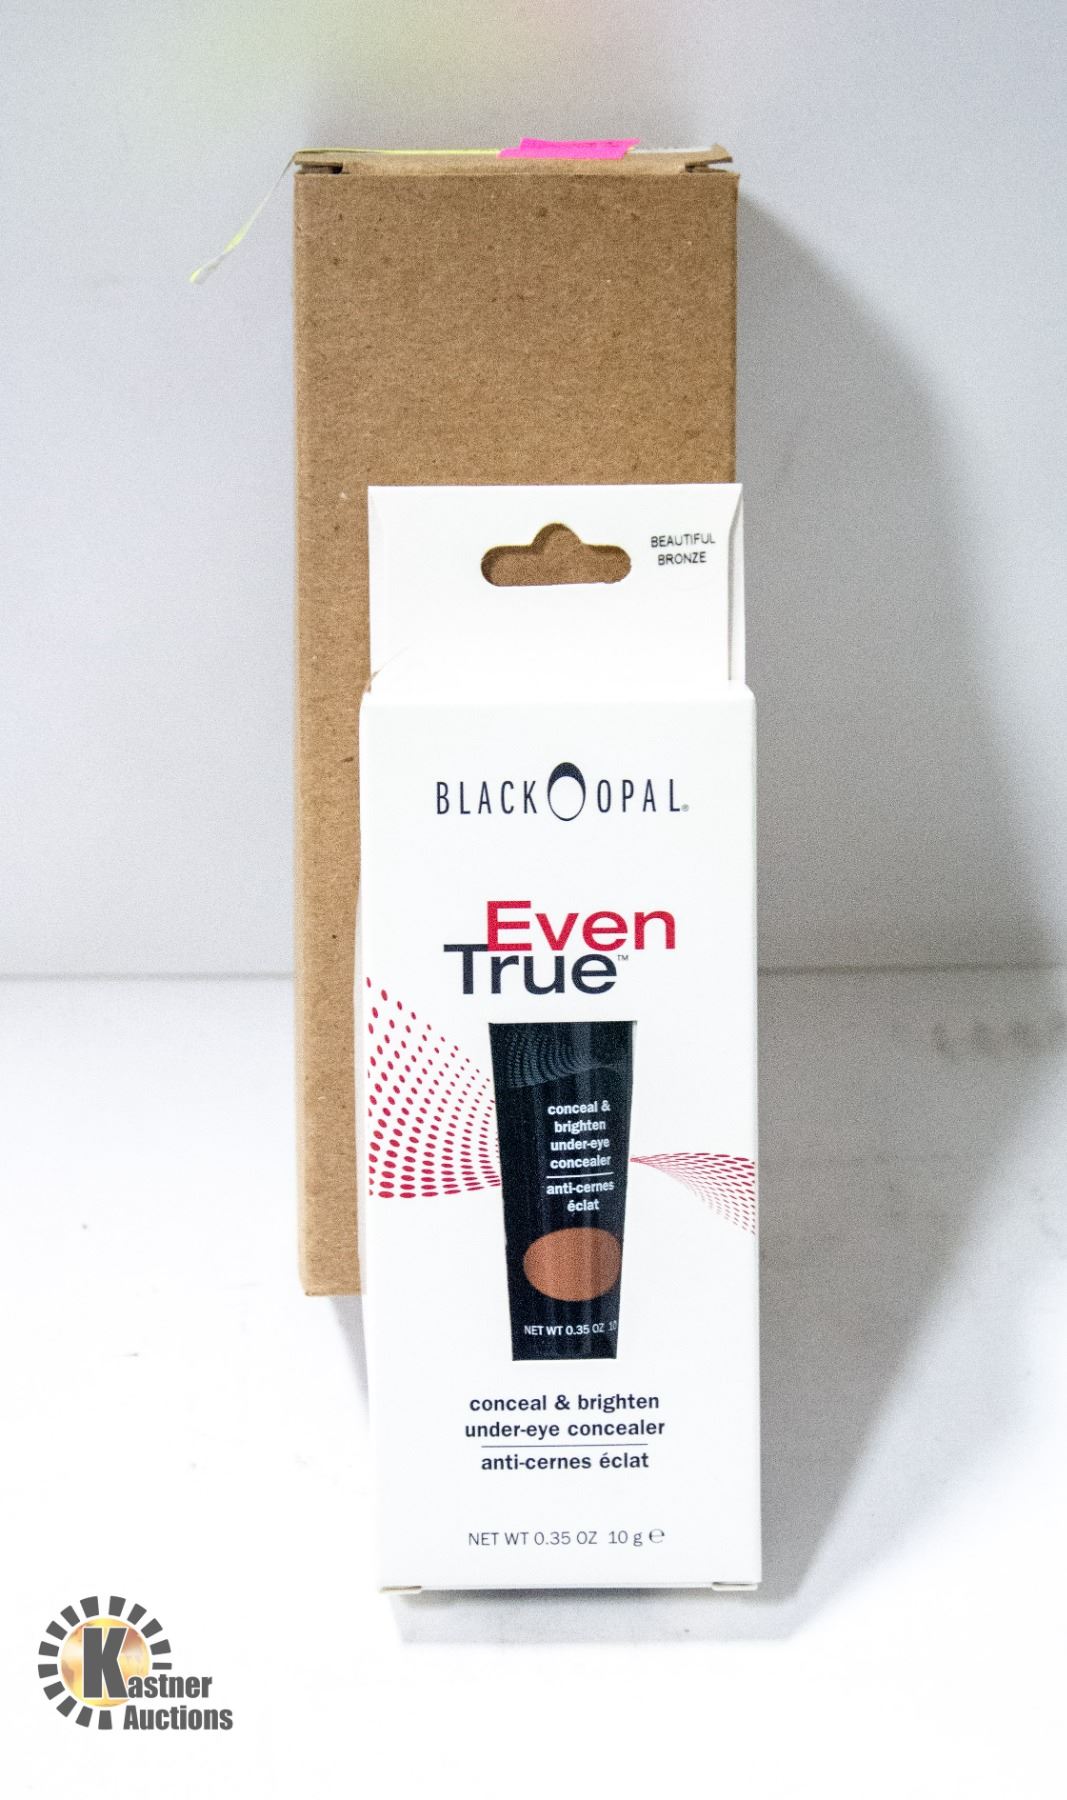 BEAUTIFUL
BRONZE
BLACK OPAL®
Even
True™
conceal &
brighten
under-eye
concealer
anti-cernes
éclat
NET WT 0.35 OZ 10
conceal & brighten
under-eye concealer
anti-cernes éclat
NET WT 0.35 OZ 10 g ℮
Kastner
Auctions